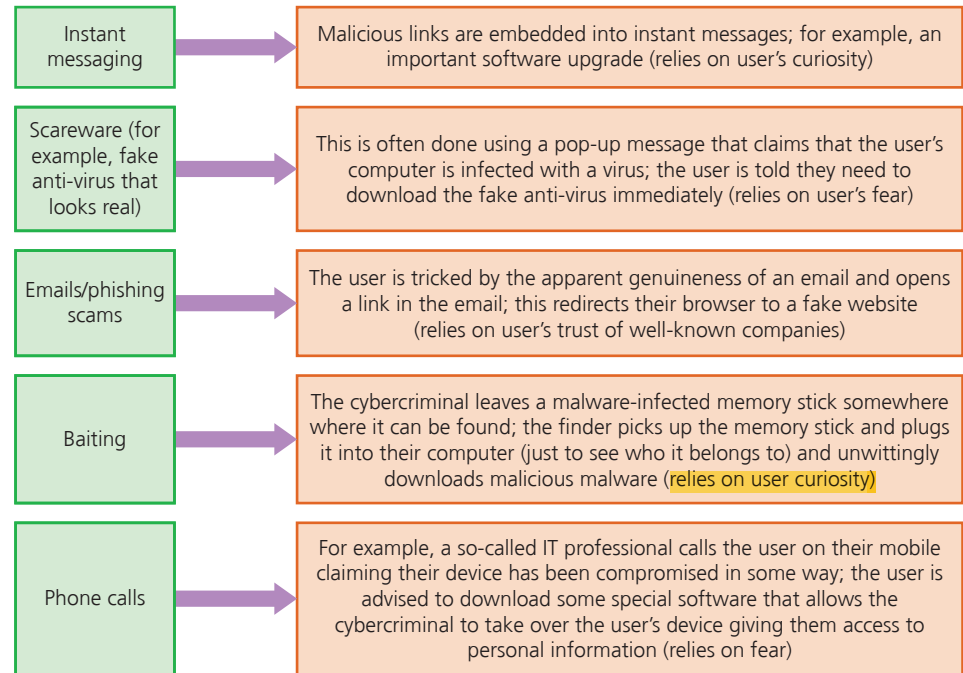 Instant
messaging
Malicious links are embedded into instant messages; for example, an
important software upgrade (relies on user's curiosity)
Scareware (for
example, fake
anti-virus that
looks real)
This is often done using a pop-up message that claims that the user's
computer is infected with a virus; the user is told they need to
download the fake anti-virus immediately (relies on user's fear)
Emails/phishing
scams
The user is tricked by the apparent genuineness of an email and opens
a link in the email; this redirects their browser to a fake website
(relies on user's trust of well-known companies)
Baiting
The cybercriminal leaves a malware-infected memory stick somewhere
where it can be found; the finder picks up the memory stick and plugs
it into their computer (just to see who it belongs to) and unwittingly
downloads malicious malware (relies on user curiosity)
Phone calls
For example, a so-called IT professional calls the user on their mobile
claiming their device has been compromised in some way; the user is
advised to download some special software that allows the
cybercriminal to take over the user's device giving them access to
personal information (relies on fear)